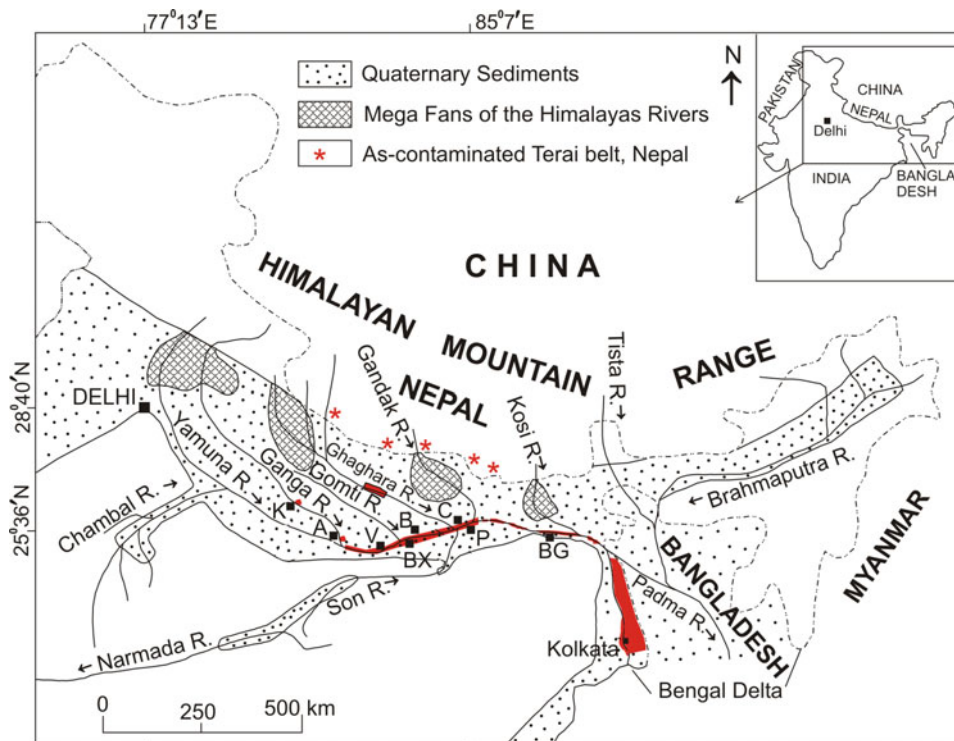 77°13'E
85°7'E
Quaternary Sediments
Mega Fans of the Himalayas Rivers
* As-contaminated Terai belt, Nepal
N
PAKISTAN
CHINA
NEPAL
Delhi
INDIA
BANGLA
DESH
CHINA
HIMALAYAN MOUNTAIN RANGE
NEPAL
28°40'N
25°36'N
DELHI
Yamuna R.
Ganga R.
Gomti R.
Ghaghara R.
Gandak R.
Kosi R.
Tista R.
Brahmaputra R.
Chambal R.
K
A
V
B
BX
C
P
BG
Son R.
Narmada R.
Padma R.
BANGLADESH
MYANMAR
Kolkata
Bengal Delta
0 250 500 km